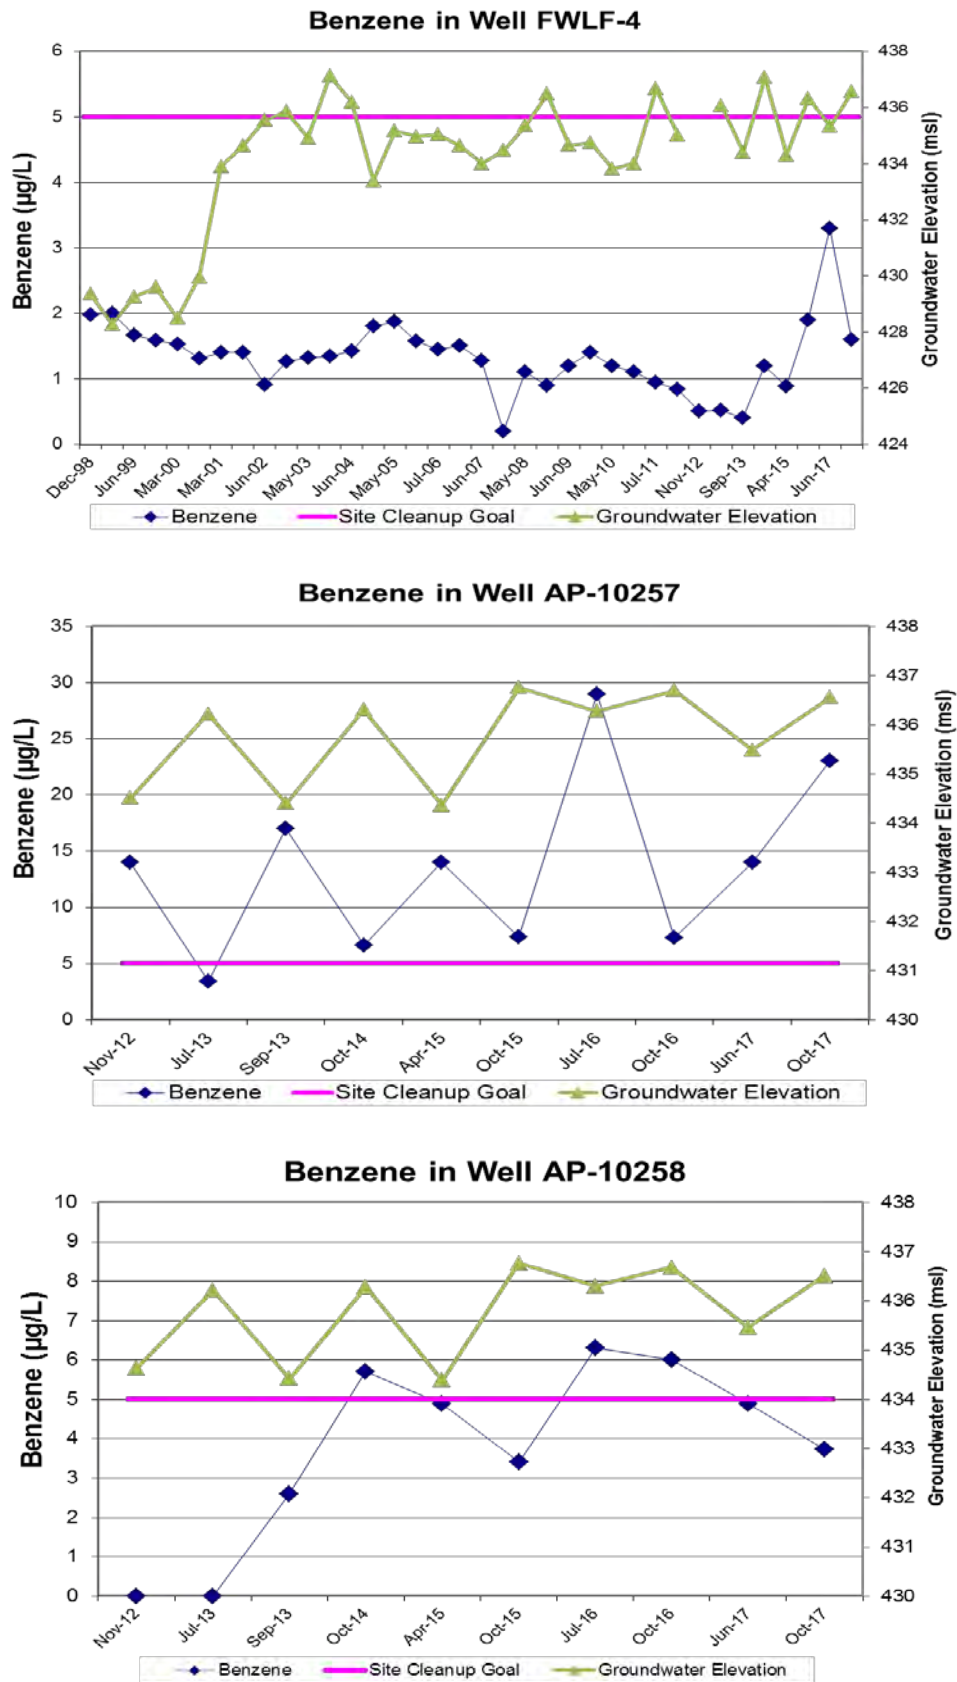 Benzene in Well FWLF-4
6 438
5 436
4 434
3 432
2 430
1 428
0 426
424
Benzene (µg/L)
Groundwater Elevation (msl)
Dec-98 Jun-99 Mar-00 Mar-01 Jun-02 May-03 Jun-04 May-05 Jul-06 Jun-07 May-08 Jun-09 May-10 Jul-11 Nov-12 Sep-13 Apr-15 Jun-17
Benzene Site Cleanup Goal Groundwater Elevation
Benzene in Well AP-10257
35 438
30 437
25 436
20 435
15 434
10 433
5 432
0 431
430
Benzene (µg/L)
Groundwater Elevation (msl)
Nov-12 Jul-13 Sep-13 Oct-14 Apr-15 Oct-15 Jul-16 Oct-16 Jun-17 Oct-17
Benzene Site Cleanup Goal Groundwater Elevation
Benzene in Well AP-10258
10 438
9 437
8 436
7 435
6 434
5 433
4 432
3 431
2 430
1
0
Benzene (µg/L)
Groundwater Elevation (msl)
Nov-12 Jul-13 Sep-13 Oct-14 Apr-15 Oct-15 Jul-16 Oct-16 Jun-17 Oct-17
Benzene Site Cleanup Goal Groundwater Elevation